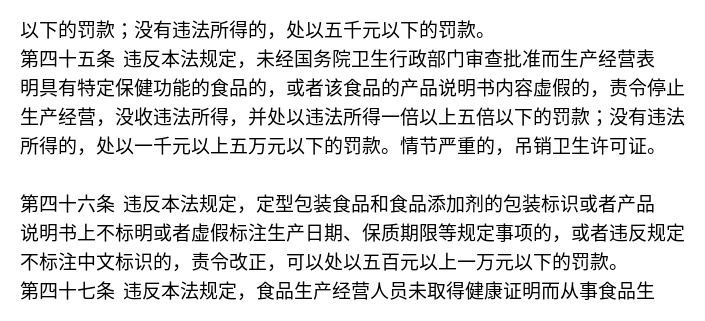 以下的罚款；没有违法所得的，处以五千元以下的罚款。
第四十五条 违反本法规定，未经国务院卫生行政部门审查批准而生产经营表
明具有特定保健功能的食品的，或者该食品的产品说明书内容虚假的，责令停止
生产经营，没收违法所得，并处以违法所得一倍以上五倍以下的罚款；没有违法
所得的，处以一千元以上五万元以下的罚款。情节严重的，吊销卫生许可证。
第四十六条 违反本法规定，定型包装食品和食品添加剂的包装标识或者产品
说明书上不标明或者虚假标注生产日期、保质期限等规定事项的，或者违反规定
不标注中文标识的，责令改正，可以处以五百元以上一万元以下的罚款。
第四十七条 违反本法规定，食品生产经营人员未取得健康证明而从事食品生